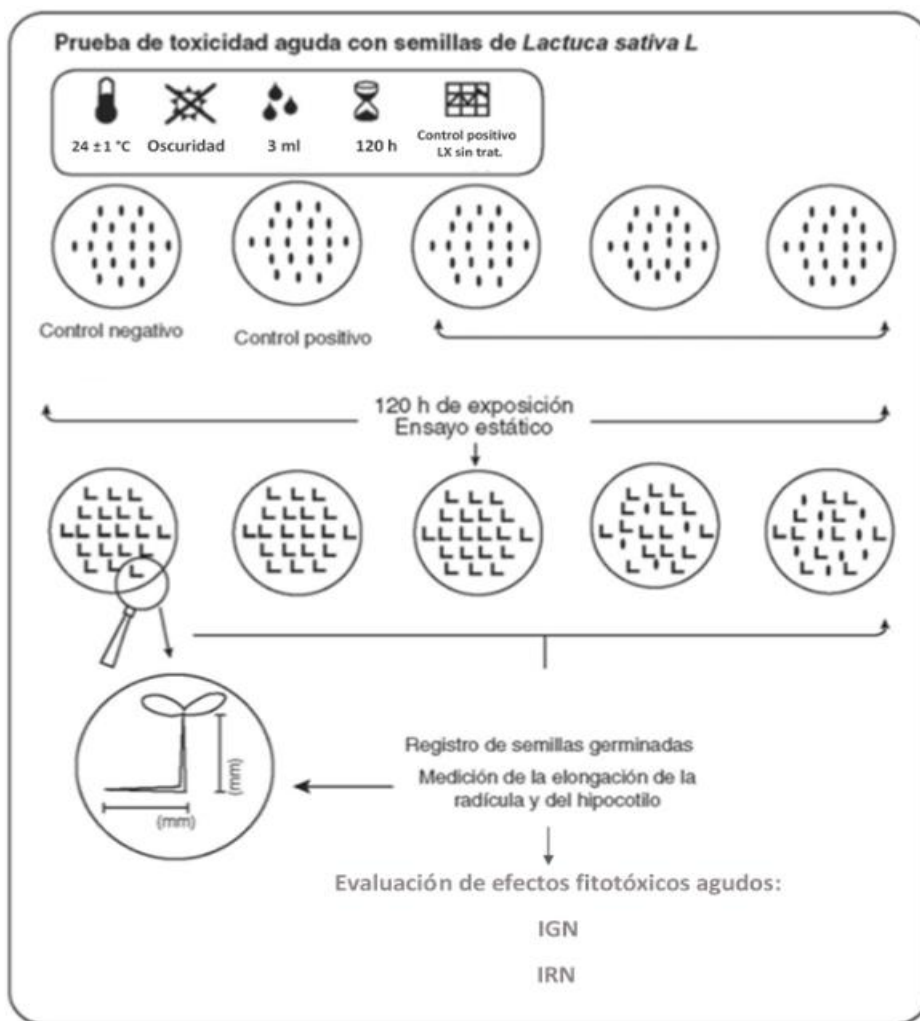 Prueba de toxicidad aguda con semillas de Lactuca sativa L
24 ± 1 °C
Oscuridad
3 ml
120 h
Control positivo
LX sin trat.
Control negativo
Control positivo
120 h de exposición
Ensayo estático
(mm)
(mm)
Registro de semillas germinadas
Medición de la elongación de la
radícula y del hipocotilo
Evaluación de efectos fitotóxicos agudos:
IGN
IRN